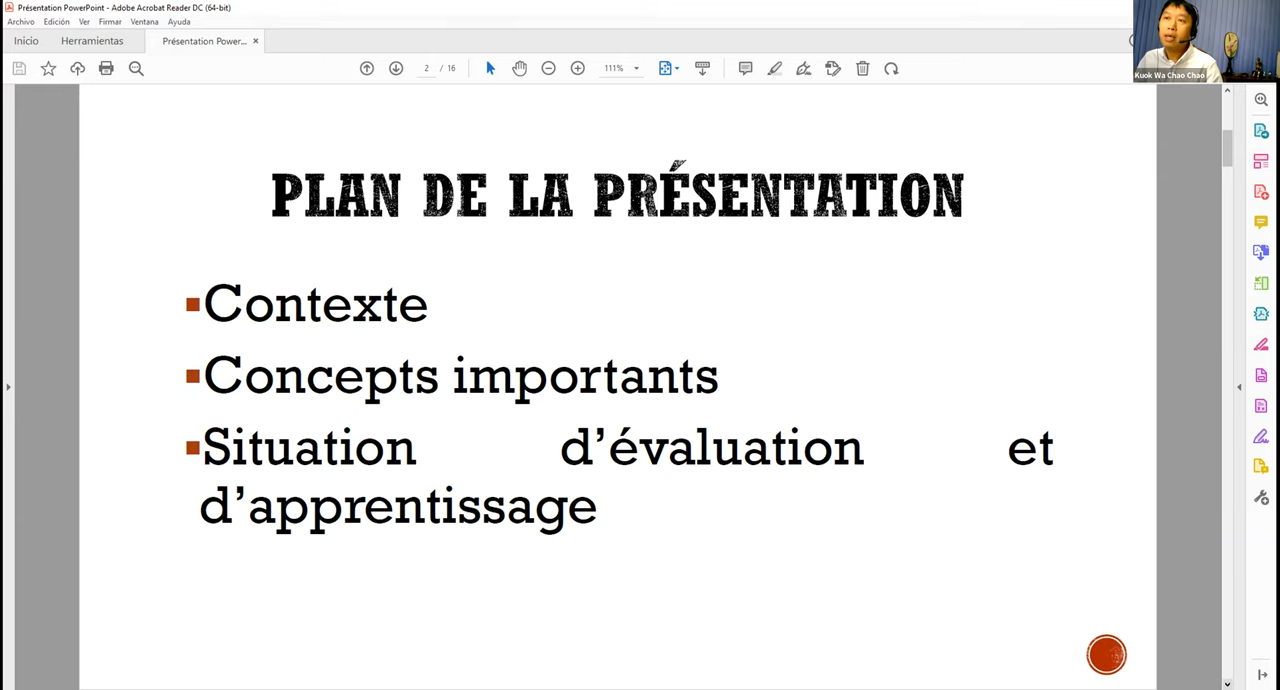 Présentation PowerPoint - Adobe Acrobat Reader DC (64-bit)
Archivo Edición Ver Firmar Ventana Ayuda
Inicio Herramientas Présentation Power... ×
2 / 16 111%
Kuok Wa Chao Chao
PLAN DE LA PRÉSENTATION
Contexte
Concepts importants
Situation d’évaluation et
d’apprentissage